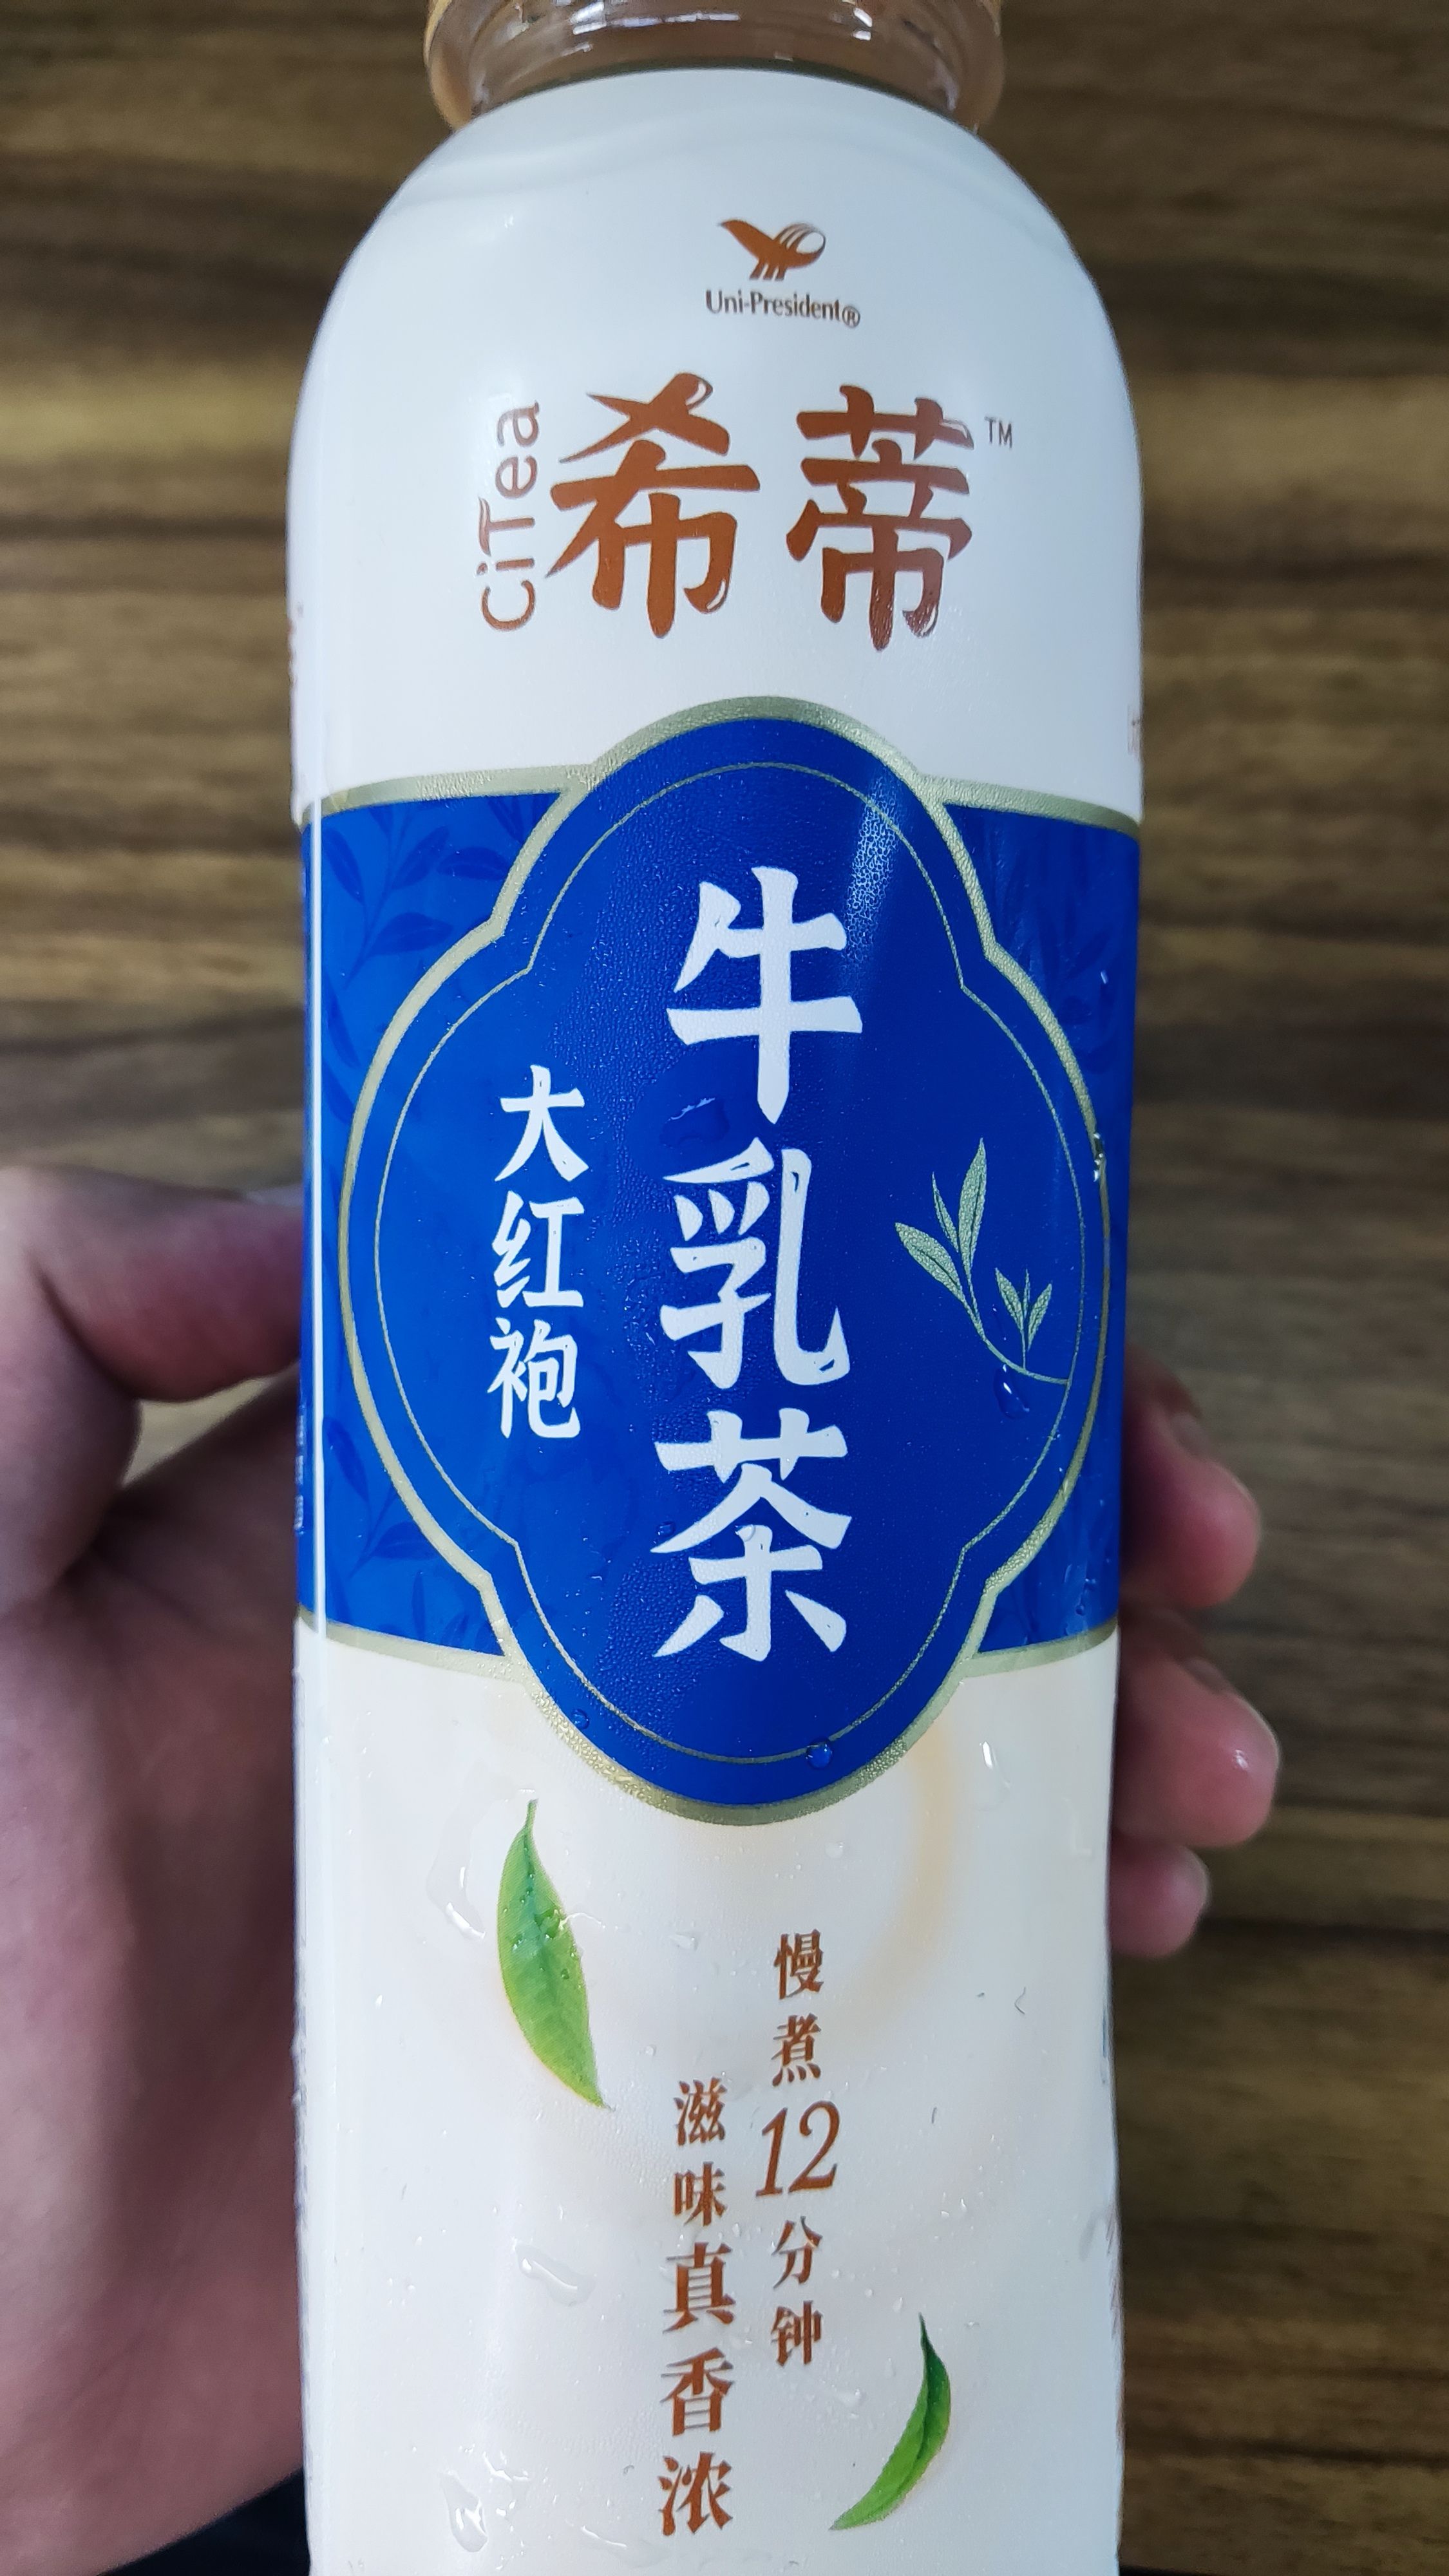 Uni-President®
CiTea
希蒂™
牛乳茶
大红袍
慢煮12分钟
滋味真香浓